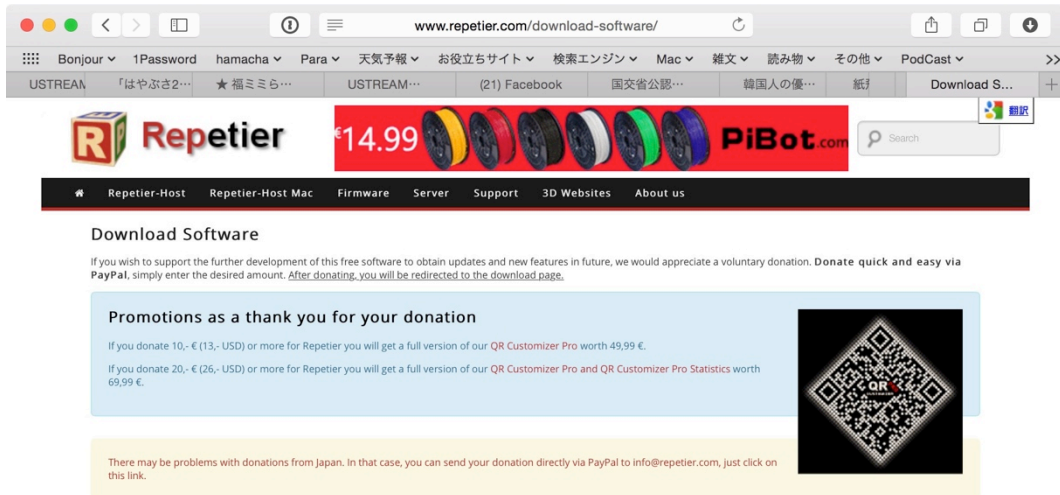 www.repetier.com/download-software/
Bonjour 1Password hamacha Para 天気予報 お役立ちサイト 検索エンジン Mac 雑文 読み物 その他 PodCast >>
USTREAM 「はやぶさ2… ★ 福ミミら… USTREAM… (21) Facebook 国交省公認… 韓国人の優… Download S... +
翻訳
R Repetier €14.99 PiBot.com Search
Repetier-Host Repetier-Host Mac Firmware Server Support 3D Websites About us
Download Software
If you wish to support the further development of this free software to obtain updates and new features in future, we would appreciate a voluntary donation. Donate quick and easy via
PayPal, simply enter the desired amount. After donating, you will be redirected to the download page.
Promotions as a thank you for your donation
If you donate 10,- € (13,- USD) or more for Repetier you will get a full version of our QR Customizer Pro worth 49,99 €.
If you donate 20,- € (26,- USD) or more for Repetier you will get a full version of our QR Customizer Pro and QR Customizer Pro Statistics worth
69,99 €.
QR
There may be problems with donations from Japan. In that case, you can send your donation directly via PayPal to info@repetier.com, just click on
this link.